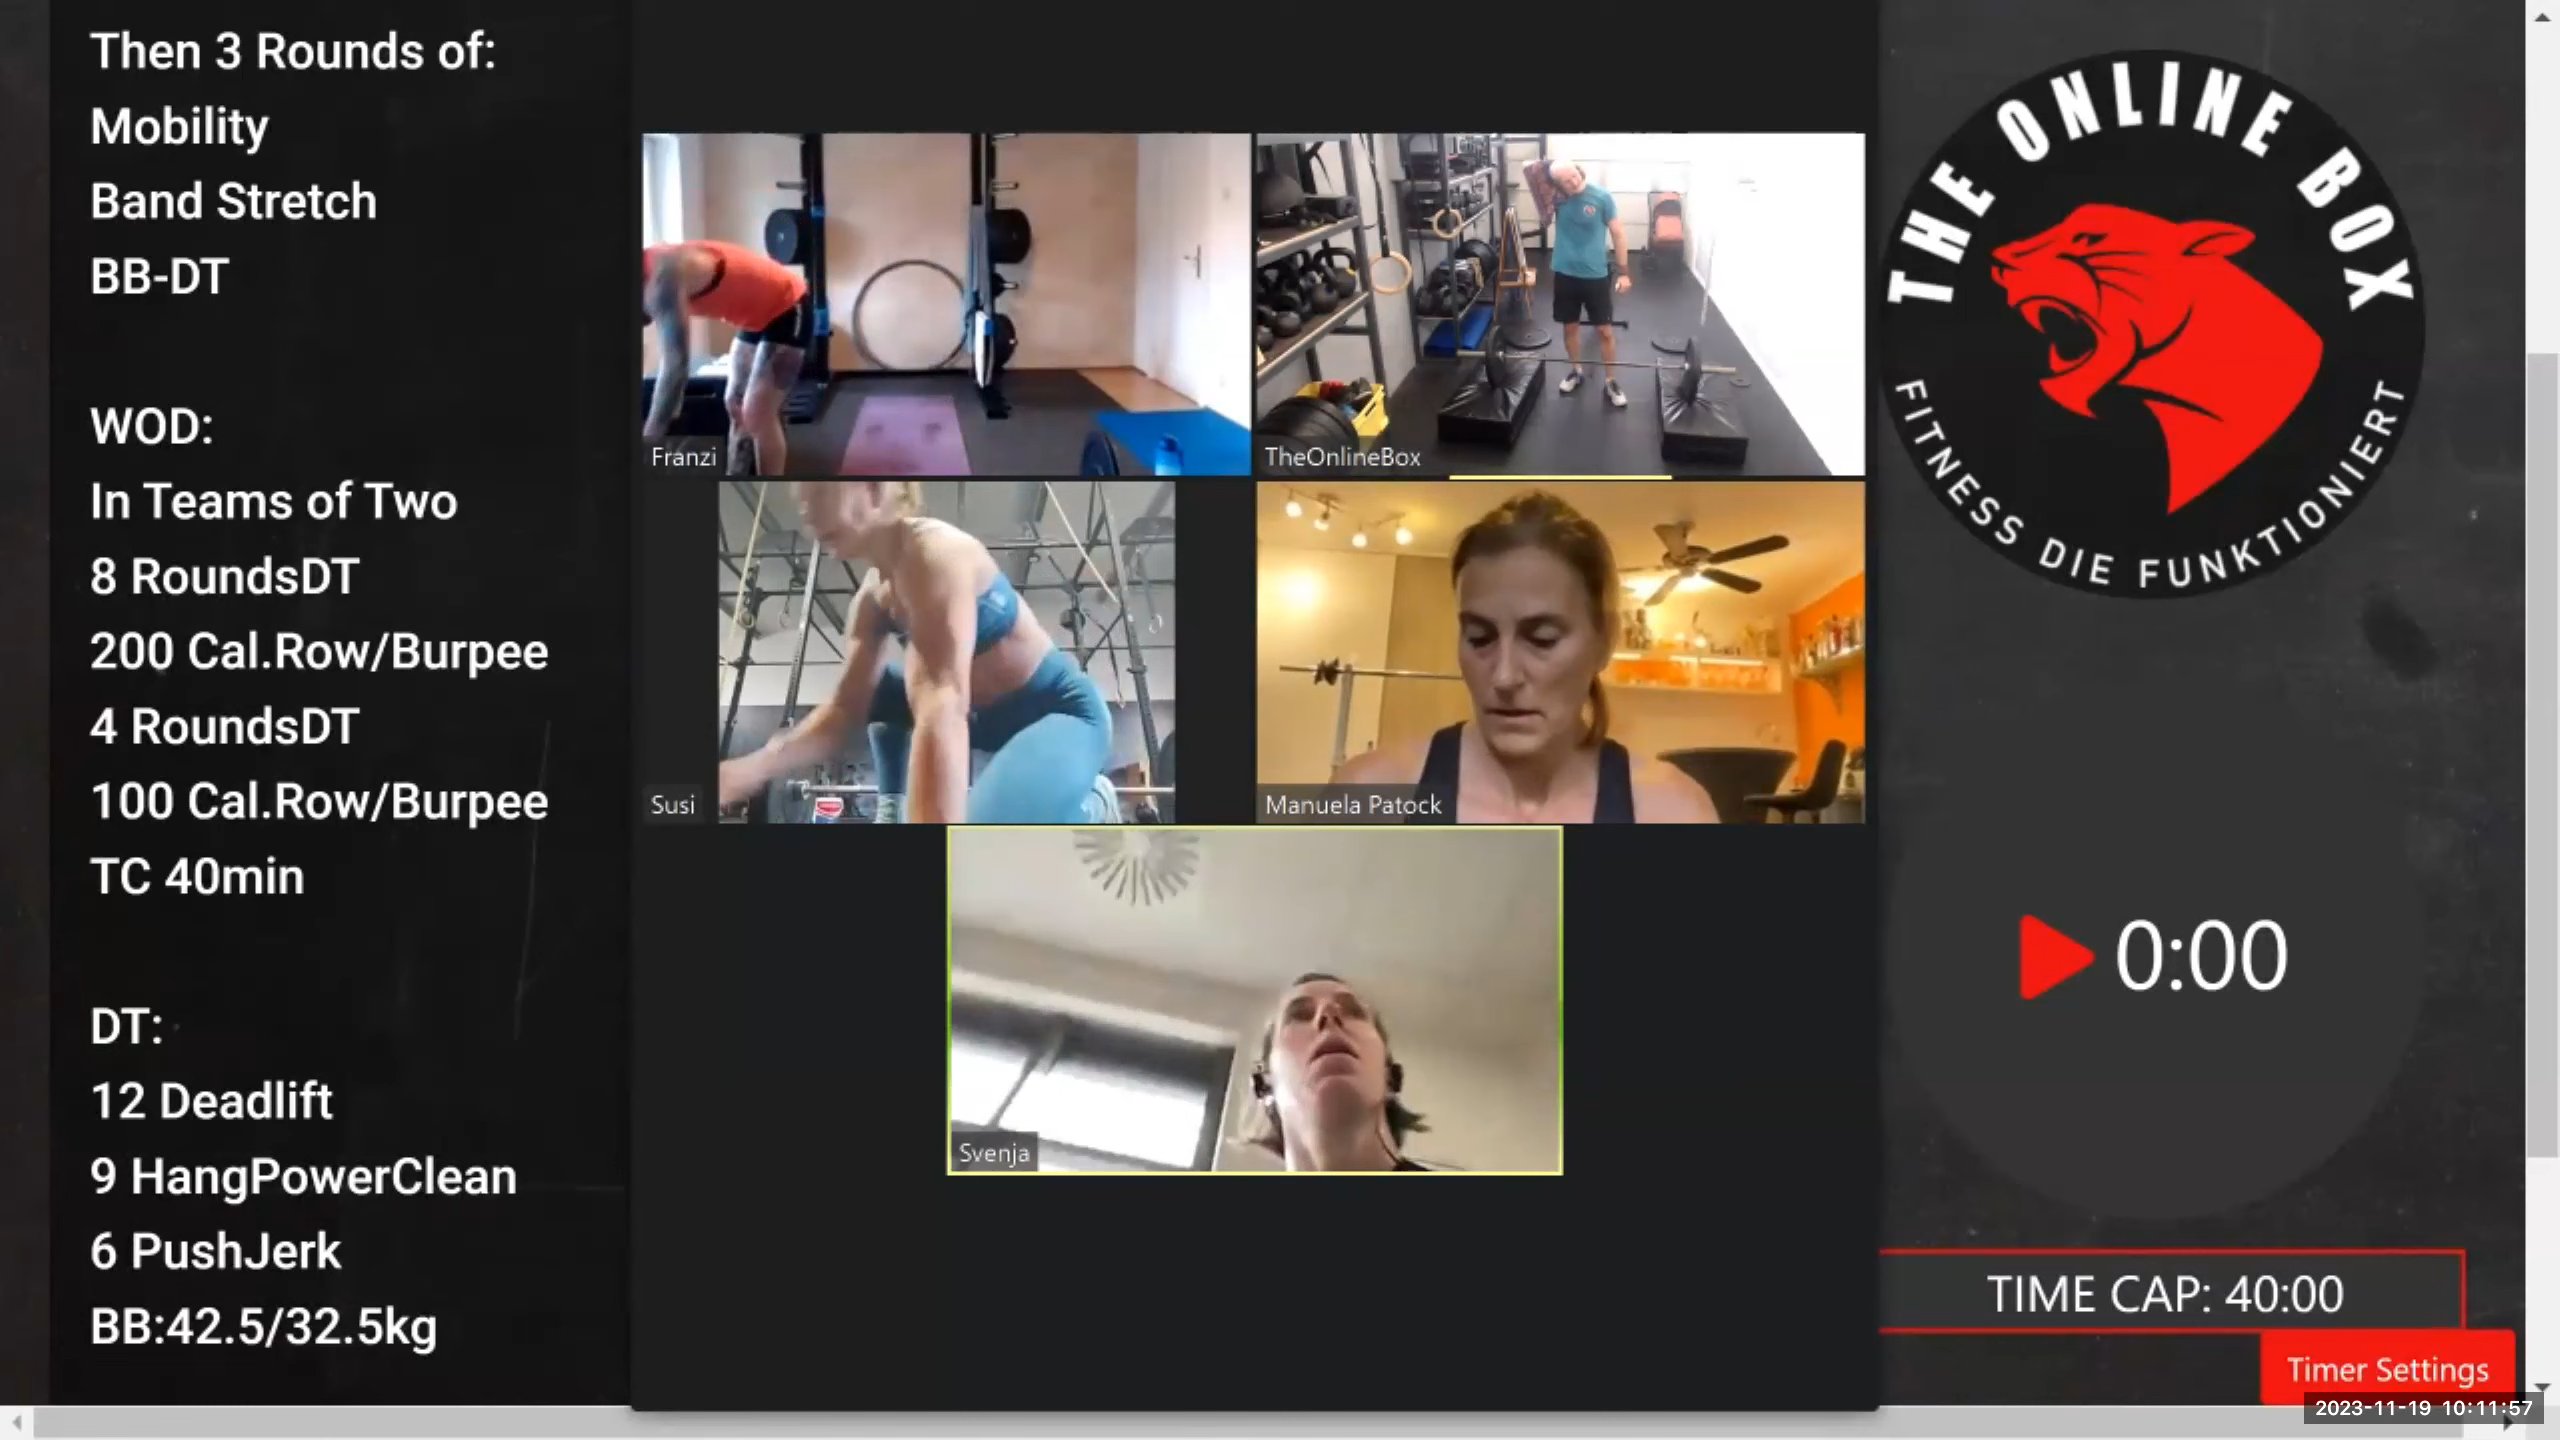 Then 3 Rounds of:
Mobility
Band Stretch
BB-DT
WOD:
In Teams of Two
8 RoundsDT
200 Cal.Row/Burpee
4 RoundsDT
100 Cal.Row/Burpee
TC 40min
DT:
12 Deadlift
9 HangPowerClean
6 PushJerk
BB:42.5/32.5kg
Franzi
TheOnlineBox
Susi
Manuela Patock
Svenja
THE ONLINE BOX
FITNESS DIE FUNKTIONIERT
0:00
TIME CAP: 40:00
Timer Settings
2023-11-19 10:11:57